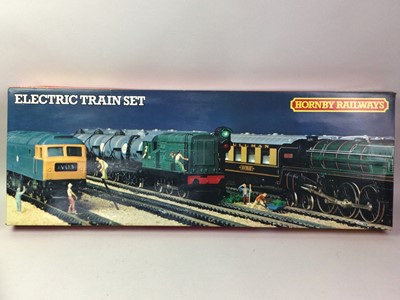 ELECTRIC TRAIN SET
HORNBY RAILWAYS